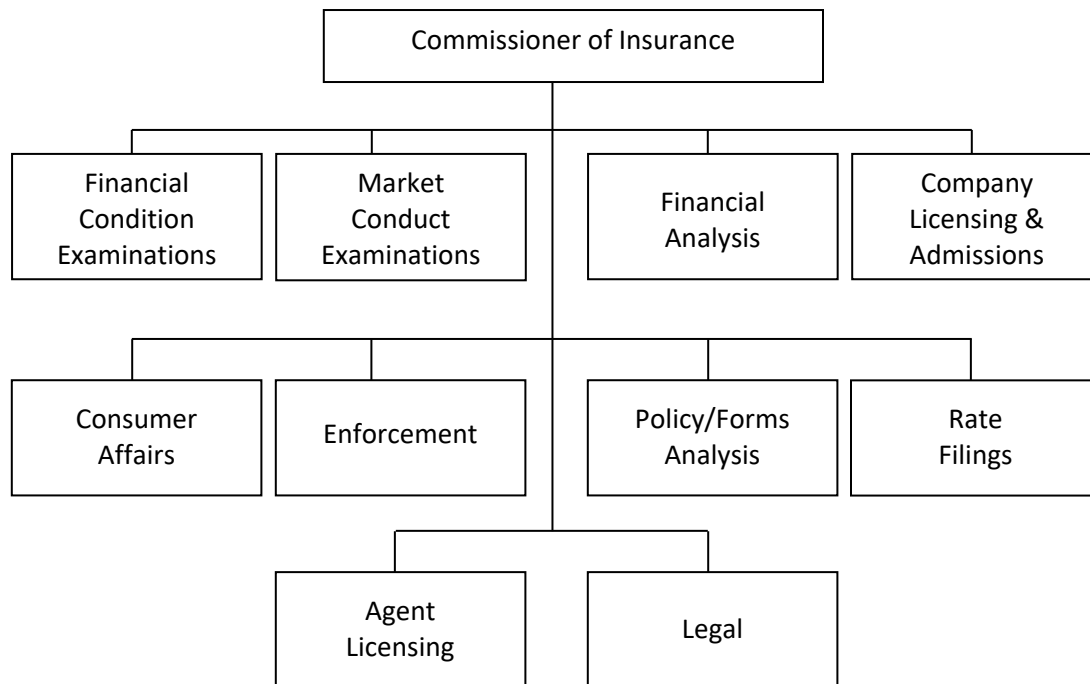 Commissioner of Insurance
Financial
Condition
Examinations
Market
Conduct
Examinations
Financial
Analysis
Company
Licensing &
Admissions
Consumer
Affairs
Enforcement
Policy/Forms
Analysis
Rate
Filings
Agent
Licensing
Legal